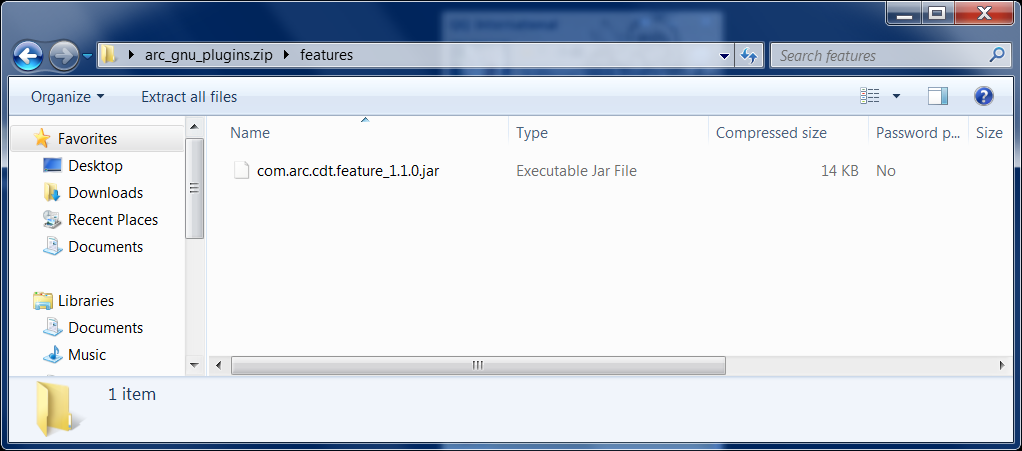 arc_gnu_plugins.zip features
Search features
Organize Extract all files
Name Type Compressed size Password p... Size
Favorites
Desktop
Downloads
Recent Places
Documents
Libraries
Documents
Music
com.arc.cdt.feature_1.1.0.jar Executable Jar File 14 KB No
1 item